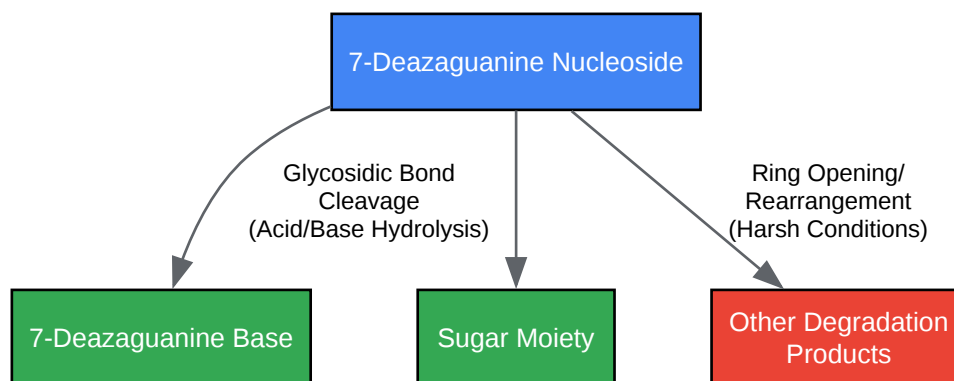 7-Deazaguanine Nucleoside
Glycosidic Bond
Cleavage
(Acid/Base Hydrolysis)
Ring Opening/
Rearrangement
(Harsh Conditions)
7-Deazaguanine Base
Sugar Moiety
Other Degradation
Products